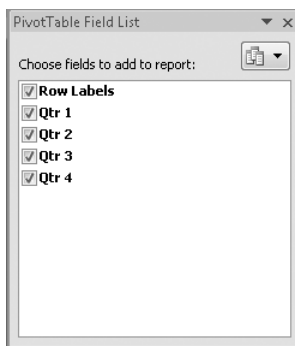 PivotTable Field List
Choose fields to add to report:
Row Labels
Qtr 1
Qtr 2
Qtr 3
Qtr 4